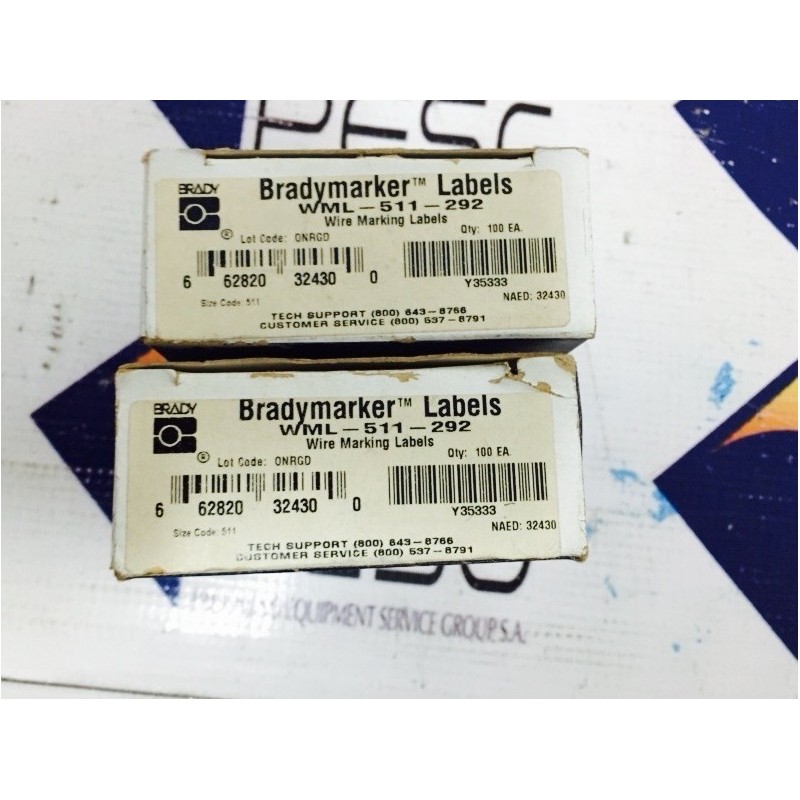 PESG
BRADY
Bradymarker™ Labels
WML-511-292
Wire Marking Labels
® Lot Code: ONRGD
Qty: 100 EA.
6 62820 32430 0
Y35333
Size Code: 511
NAED: 32430
TECH SUPPORT (800) 643-8766
CUSTOMER SERVICE (800) 537-8791
BRADY
Bradymarker™ Labels
WML-511-292
Wire Marking Labels
® Lot Code: ONRGD
Qty: 100 EA.
6 62820 32430 0
Y35333
Size Code: 511
NAED: 32430
TECH SUPPORT (800) 643-8766
CUSTOMER SERVICE (800) 537-8791
EQUIPMENT SERVICE GROUP, S.A.